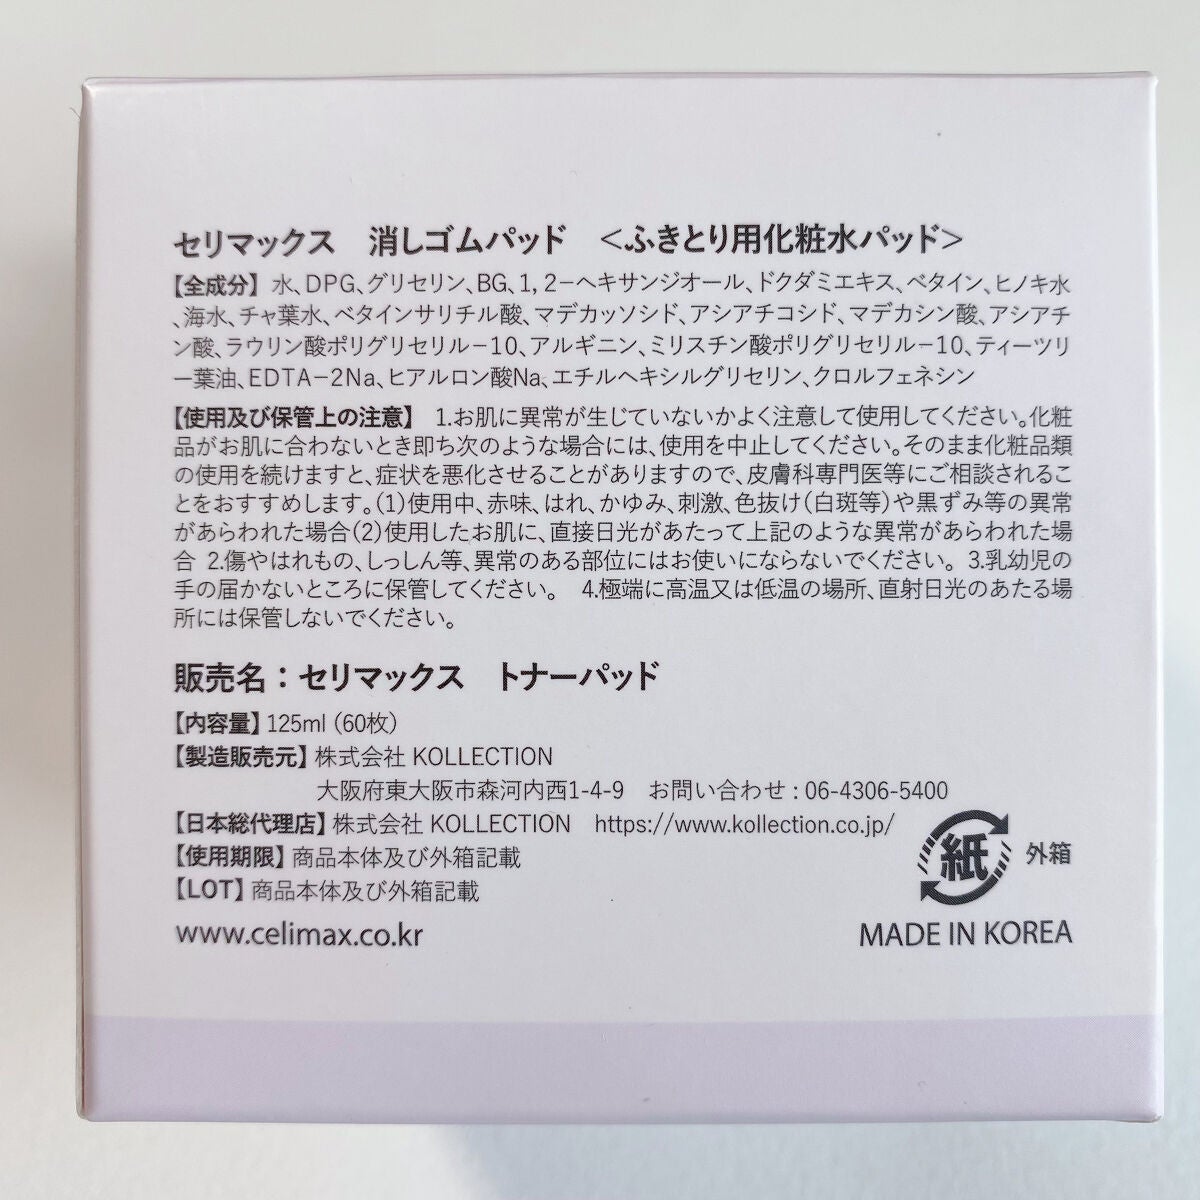 セリマックス　消しゴムパッド　<ふきとり用化粧水パッド>
【全成分】水、DPG、グリセリン、BG、1，2−ヘキサンジオール、ドクダミエキス、ベタイン、ヒノキ水
、海水、チャ葉水、ベタインサリチル酸、マデカッソシド、アシアチコシド、マデカシン酸、アシアチ
ン酸、ラウリン酸ポリグリセリル−10、アルギニン、ミリスチン酸ポリグリセリル−10、ティーツリ
ー葉油、EDTA−2Na、ヒアルロン酸Na、エチルヘキシルグリセリン、クロルフェネシン
【使用及び保管上の注意】 1.お肌に異常が生じていないかよく注意して使用してください。化粧
品がお肌に合わないとき即ち次のような場合には、使用を中止してください。そのまま化粧品類
の使用を続けますと、症状を悪化させることがありますので、皮膚科専門医等にご相談されるこ
とをおすすめします。(1)使用中、赤味、はれ、かゆみ、刺激、色抜け(白斑等)や黒ずみ等の異常
があらわれた場合(2)使用したお肌に、直接日光があたって上記のような異常があらわれた場
合 2.傷やはれもの、しっしん等、異常のある部位にはお使いにならないでください。 3.乳幼児の
手の届かないところに保管してください。 4.極端に高温又は低温の場所、直射日光のあたる場
所には保管しないでください。
販売名：セリマックス　トナーパッド
【内容量】125ml（60枚）
【製造販売元】株式会社 KOLLECTION
大阪府東大阪市森河内西1-4-9　お問い合わせ : 06-4306-5400
【日本総代理店】株式会社 KOLLECTION　https://www.kollection.co.jp/
【使用期限】商品本体及び外箱記載
紙 外箱
【LOT】商品本体及び外箱記載
www.celimax.co.kr
MADE IN KOREA